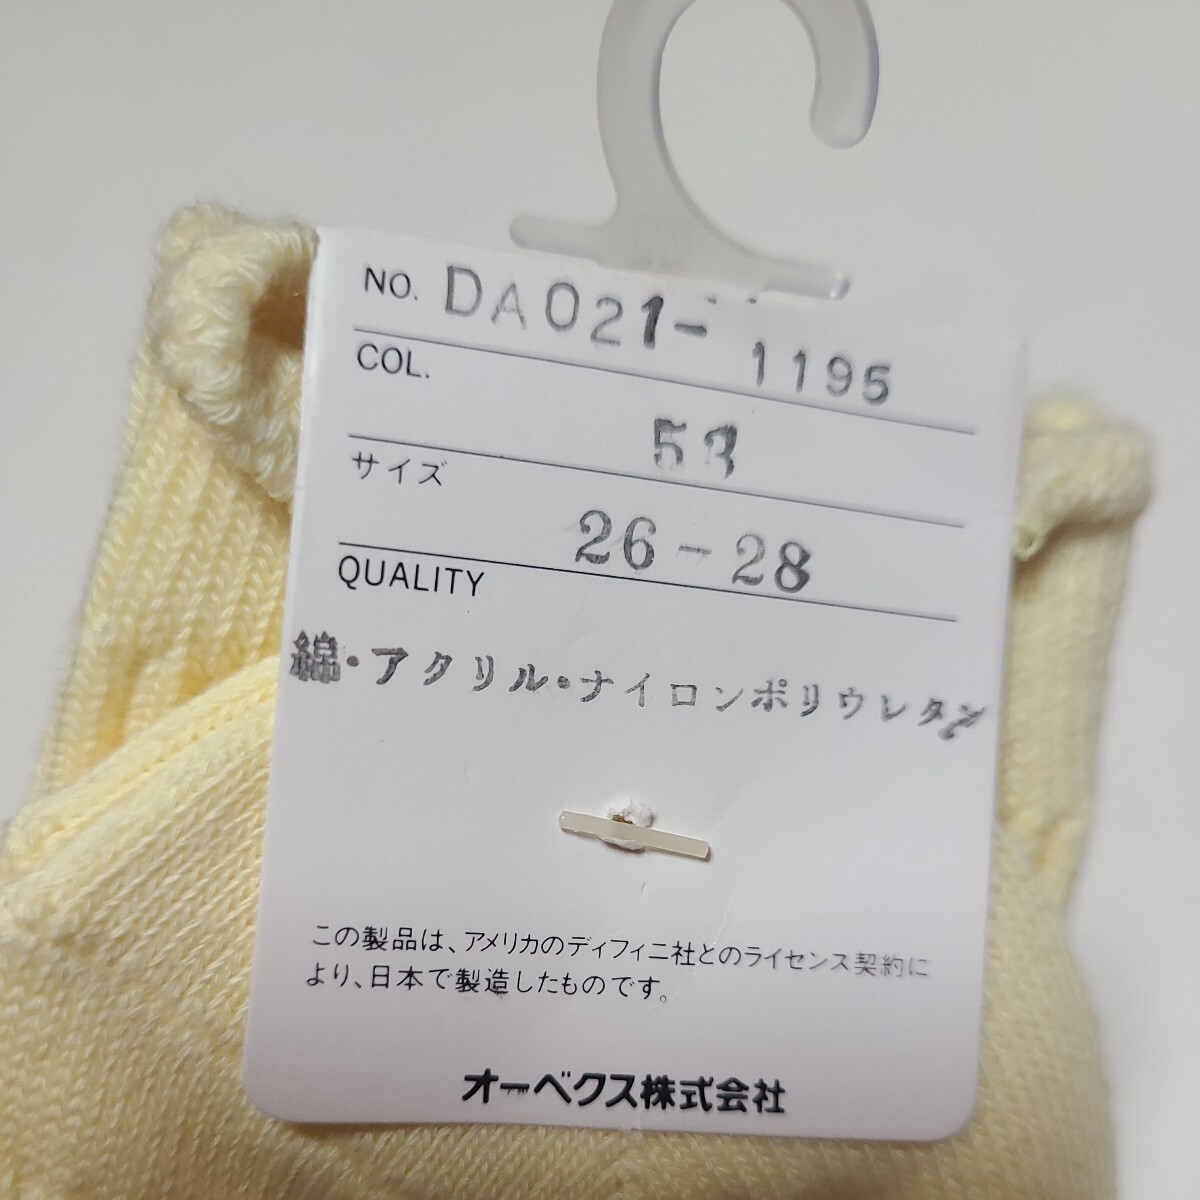 NO. DA021-1195
COL. 53
サイズ 26-28
QUALITY
綿・アクリル・ナイロンポリウレタン
この製品は、アメリカのディフィニ社とのライセンス契約に
より、日本で製造したものです。
オーベクス株式会社